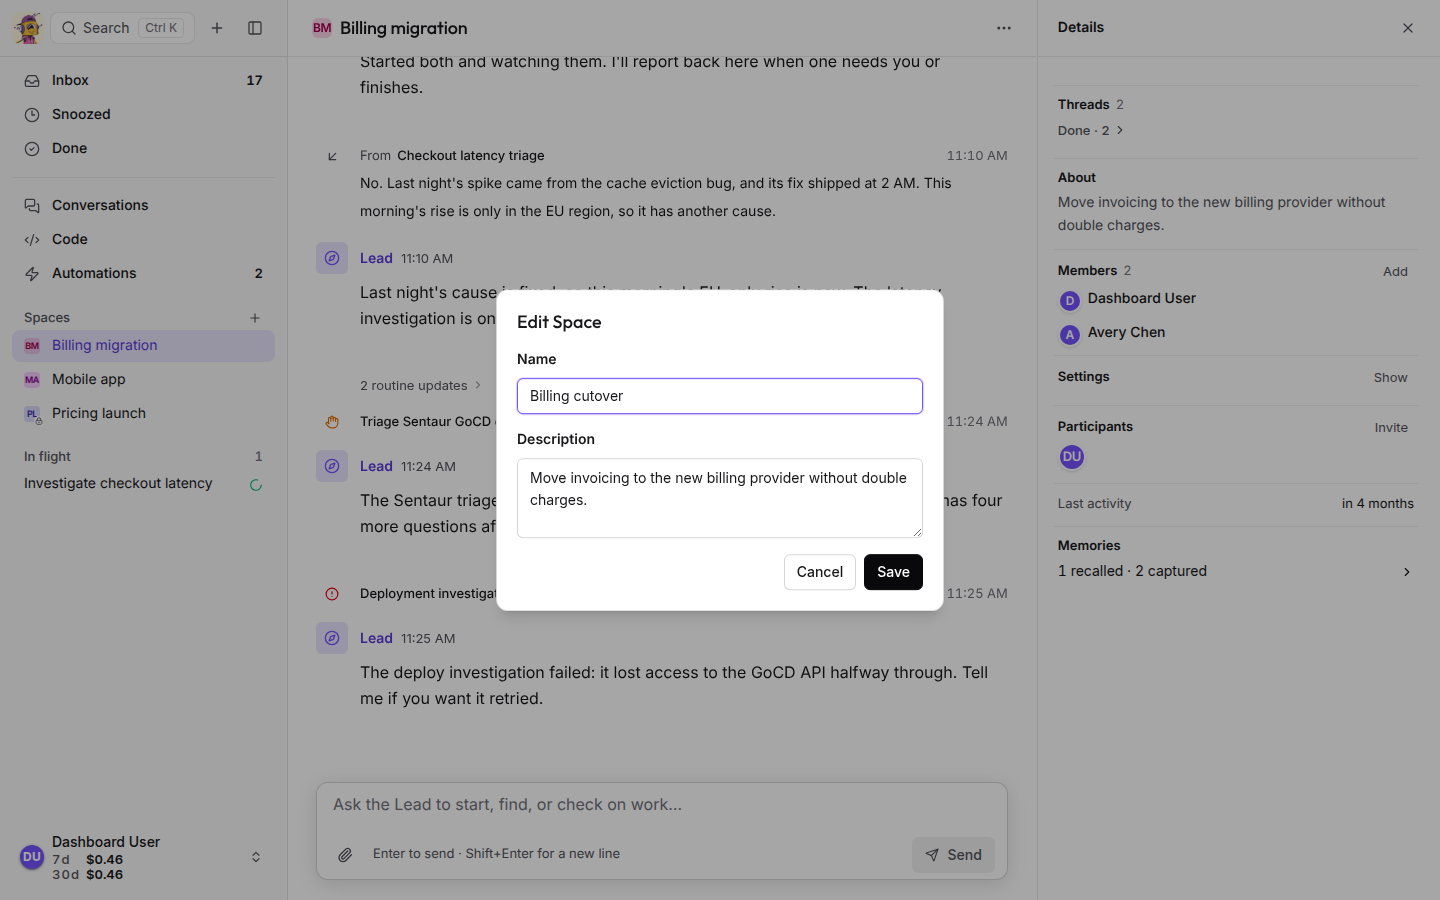 Search Ctrl K
Inbox 17
Snoozed
Done
Conversations
Code
Automations 2
Spaces
BM Billing migration
MA Mobile app
PL Pricing launch
In flight 1
Investigate checkout latency
DU Dashboard User
7d $0.46
30d $0.46
BM Billing migration
Started both and watching them. I'll report back here when one needs you or
finishes.
From Checkout latency triage 11:10 AM
No. Last night's spike came from the cache eviction bug, and its fix shipped at 2 AM. This
morning's rise is only in the EU region, so it has another cause.
Lead 11:10 AM
Last night's cause
investigation is on
2 routine updates
Triage Sentaur GoCD 11:24 AM
Lead 11:24 AM
The Sentaur triage has four
more questions
Deployment 11:25 AM
Lead 11:25 AM
The deploy investigation failed: it lost access to the GoCD API halfway through. Tell
me if you want it retried.
Ask the Lead to start, find, or check on work...
Enter to send · Shift+Enter for a new line
Send
Edit Space
Name
Billing cutover
Description
Move invoicing to the new billing provider without double
charges.
Cancel Save
Details
Threads 2
Done · 2
About
Move invoicing to the new billing provider without
double charges.
Members 2 Add
D Dashboard User
A Avery Chen
Settings Show
Participants Invite
DU
Last activity in 4 months
Memories
1 recalled · 2 captured